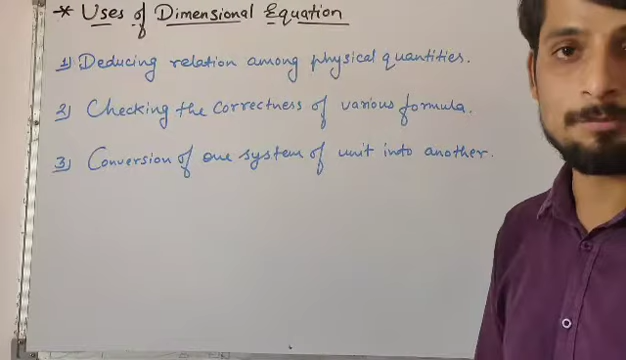 * Uses of Dimensional Equation
1) Deducing relation among physical quantities.
2) Checking the correctness of various formula.
3) Conversion of one system of unit into another.